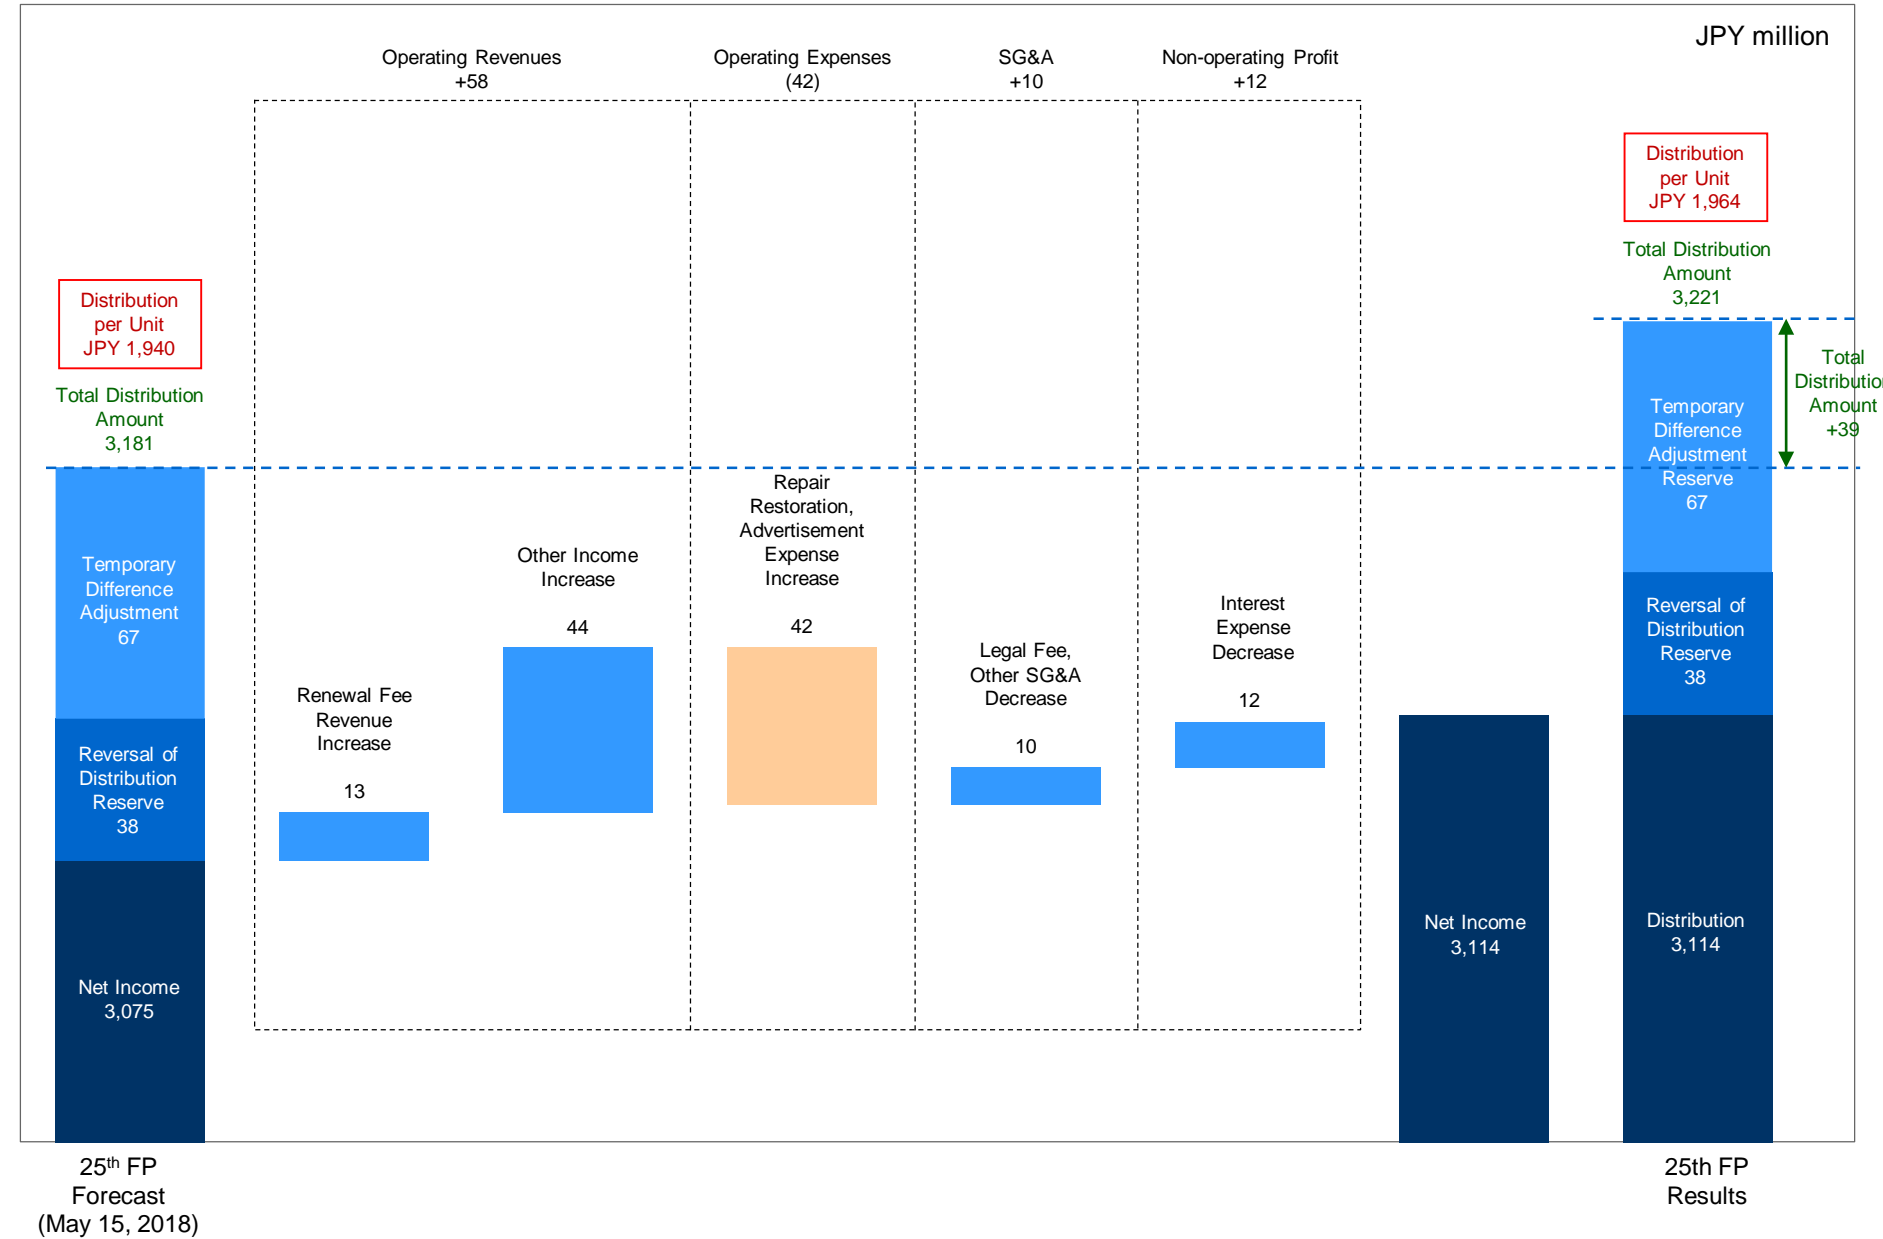 JPY million
Operating Revenues
+58
Operating Expenses
(42)
SG&A
+10
Non-operating Profit
+12
Distribution
per Unit
JPY 1,940
Total Distribution
Amount
3,181
Temporary
Difference
Adjustment
67
Reversal of
Distribution
Reserve
38
Net Income
3,075
25th FP
Forecast
(May 15, 2018)
Renewal Fee
Revenue
Increase
13
Other Income
Increase
44
Repair
Restoration,
Advertisement
Expense
Increase
42
Legal Fee,
Other SG&A
Decrease
10
Interest
Expense
Decrease
12
Net Income
3,114
Distribution
per Unit
JPY 1,964
Total Distribution
Amount
3,221
Temporary
Difference
Adjustment
Reserve
67
Reversal of
Distribution
Reserve
38
Distribution
3,114
25th FP
Results
Total
Distribution
Amount
+39